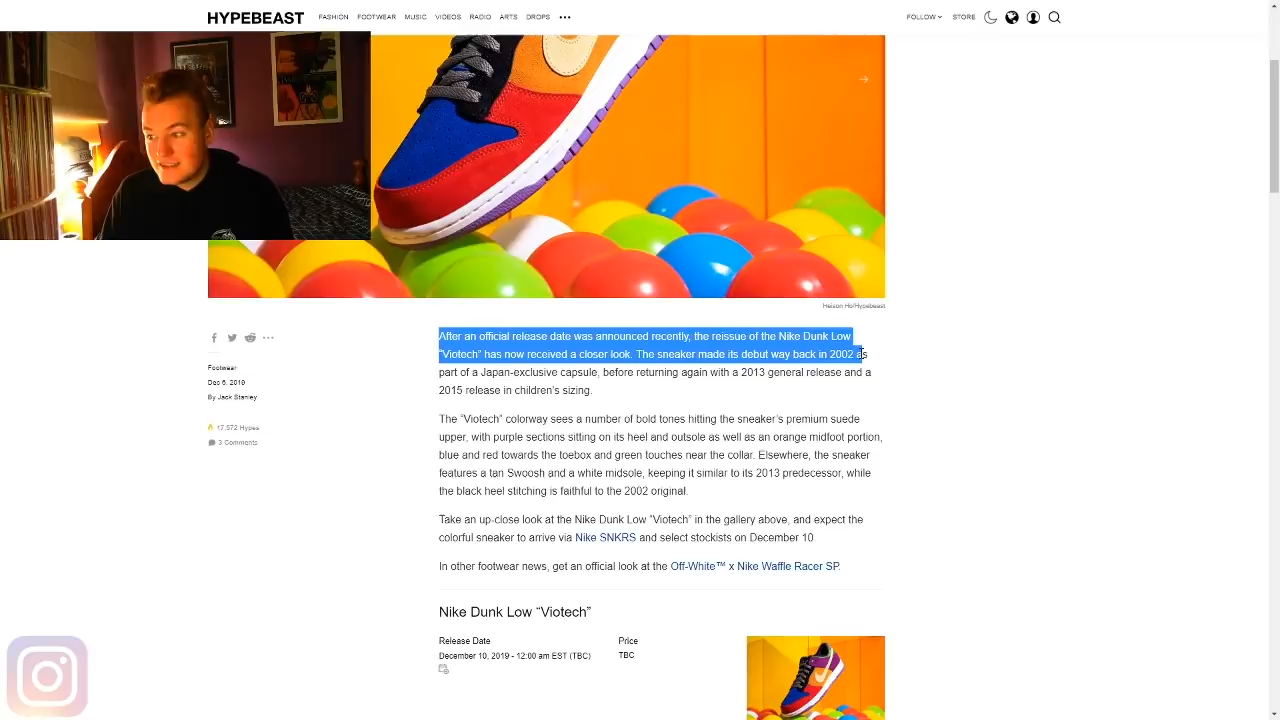 HYPEBEAST
FASHION FOOTWEAR MUSIC VIDEOS RADIO ARTS DROPS
FOLLOW STORE
Heison Ho/Hypebeast
Footwear
Dec 6, 2019
By Jack Stanley
17,572 Hypes
3 Comments
After an official release date was announced recently, the reissue of the Nike Dunk Low
“Viotech” has now received a closer look. The sneaker made its debut way back in 2002 as
part of a Japan-exclusive capsule, before returning again with a 2013 general release and a
2015 release in children’s sizing.
The “Viotech” colorway sees a number of bold tones hitting the sneaker’s premium suede
upper, with purple sections sitting on its heel and outsole as well as an orange midfoot portion,
blue and red towards the toebox and green touches near the collar. Elsewhere, the sneaker
features a tan Swoosh and a white midsole, keeping it similar to its 2013 predecessor, while
the black heel stitching is faithful to the 2002 original.
Take an up-close look at the Nike Dunk Low “Viotech” in the gallery above, and expect the
colorful sneaker to arrive via Nike SNKRS and select stockists on December 10.
In other footwear news, get an official look at the Off-White™ x Nike Waffle Racer SP.
Nike Dunk Low “Viotech”
Release Date
December 10, 2019 - 12:00 am EST (TBC)
Price
TBC